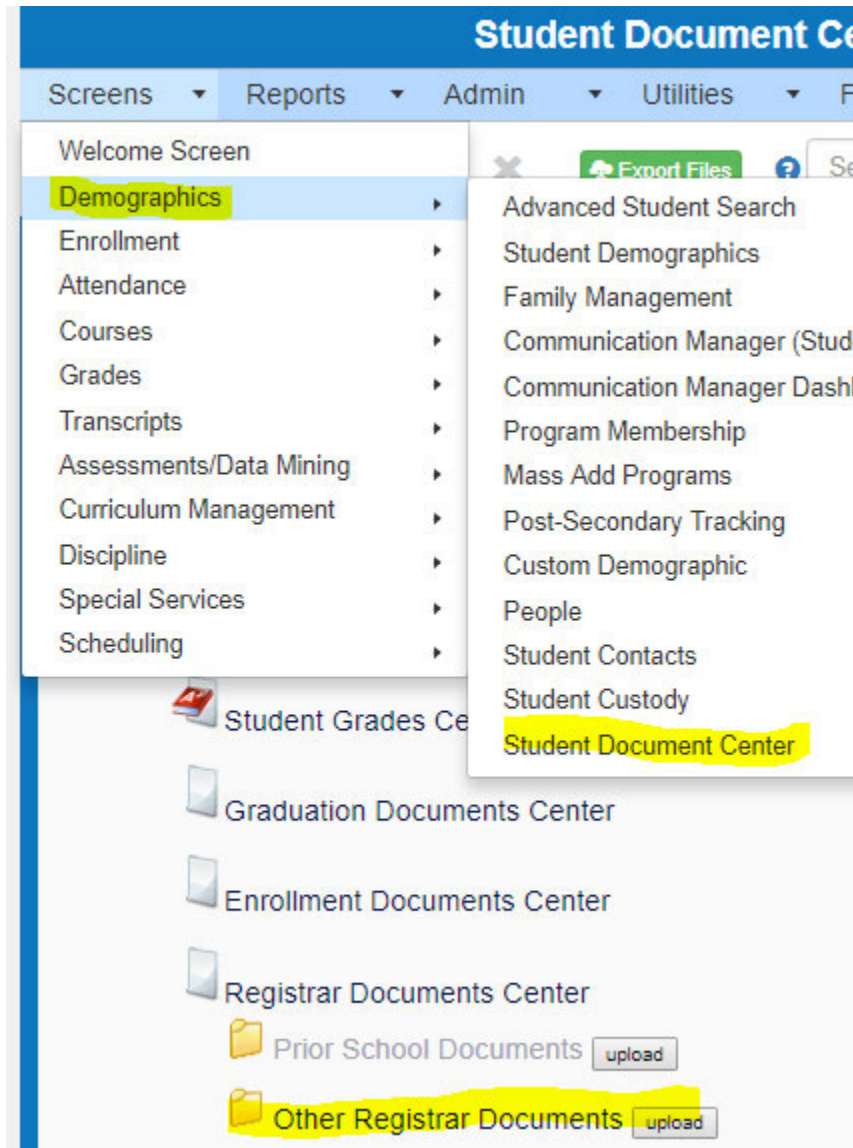 Student Document Ce
Screens Reports Admin Utilities F
Welcome Screen
Export Files Se
Demographics
Enrollment
Attendance
Courses
Grades
Transcripts
Assessments/Data Mining
Curriculum Management
Discipline
Special Services
Scheduling
Advanced Student Search
Student Demographics
Family Management
Communication Manager (Stud
Communication Manager Dash
Program Membership
Mass Add Programs
Post-Secondary Tracking
Custom Demographic
People
Student Contacts
Student Custody
Student Document Center
Student Grades Ce
Graduation Documents Center
Enrollment Documents Center
Registrar Documents Center
Prior School Documents upload
Other Registrar Documents upload